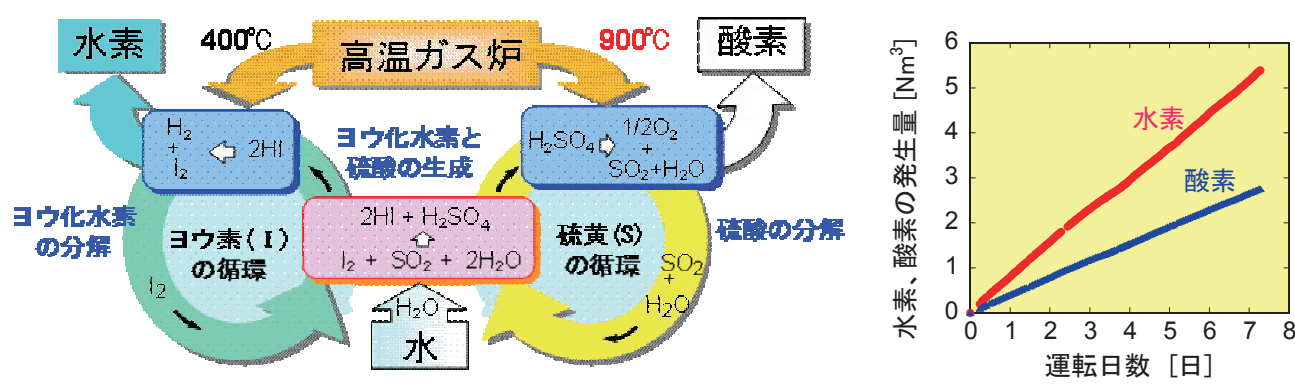 水素
400℃
高温ガス炉
900℃
酸素
H₂
+
I₂
2HI
ヨウ化水素と
硫酸の生成
H₂SO₄
1/2O₂
+
SO₂+H₂O
ヨウ化水素
の分解
ヨウ素(I)
の循環
2HI + H₂SO₄
I₂ + SO₂ + 2H₂O
硫黄(S)
の循環
硫酸の分解
I₂
SO₂
+
H₂O
H₂O
水
水素、酸素の発生量 [Nm³]
6
5
4
3
2
1
0
水素
酸素
0 1 2 3 4 5 6 7 8
運転日数 [日]